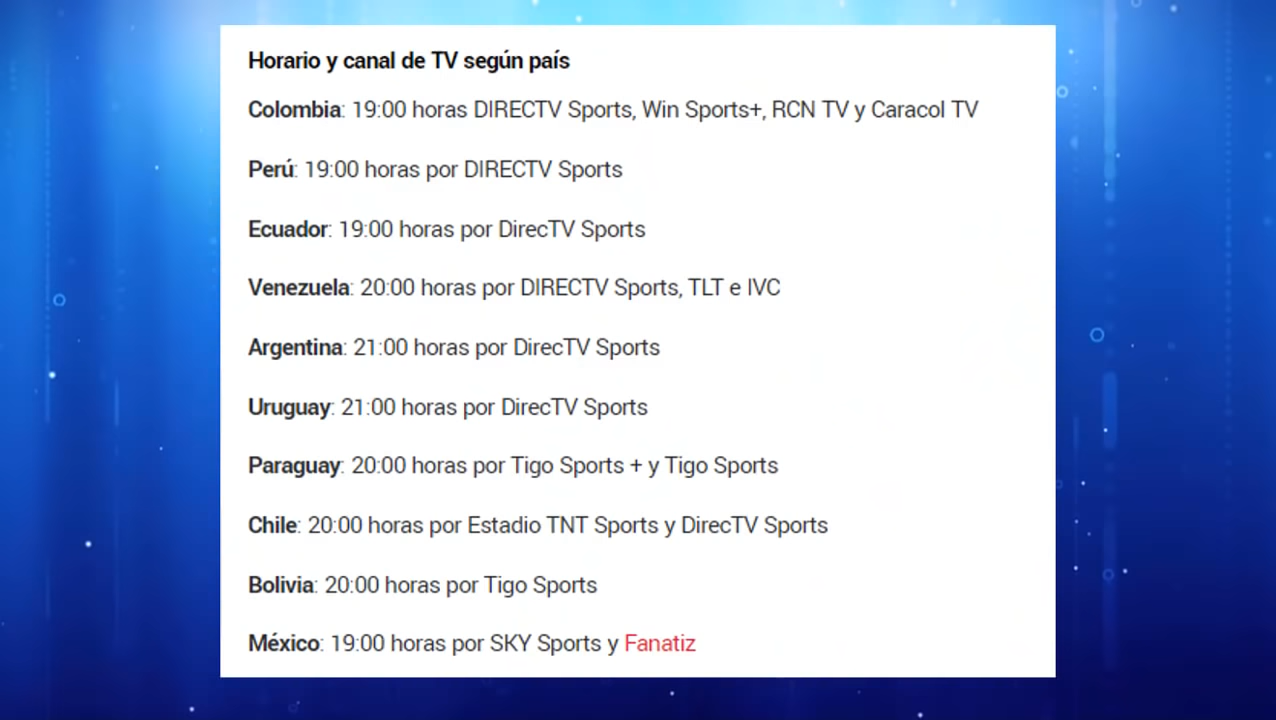 Horario y canal de TV según país
Colombia: 19:00 horas DIRECTV Sports, Win Sports+, RCN TV y Caracol TV
Perú: 19:00 horas por DIRECTV Sports
Ecuador: 19:00 horas por DirecTV Sports
Venezuela: 20:00 horas por DIRECTV Sports, TLT e IVC
Argentina: 21:00 horas por DirecTV Sports
Uruguay: 21:00 horas por DirecTV Sports
Paraguay: 20:00 horas por Tigo Sports + y Tigo Sports
Chile: 20:00 horas por Estadio TNT Sports y DirecTV Sports
Bolivia: 20:00 horas por Tigo Sports
México: 19:00 horas por SKY Sports y Fanatiz